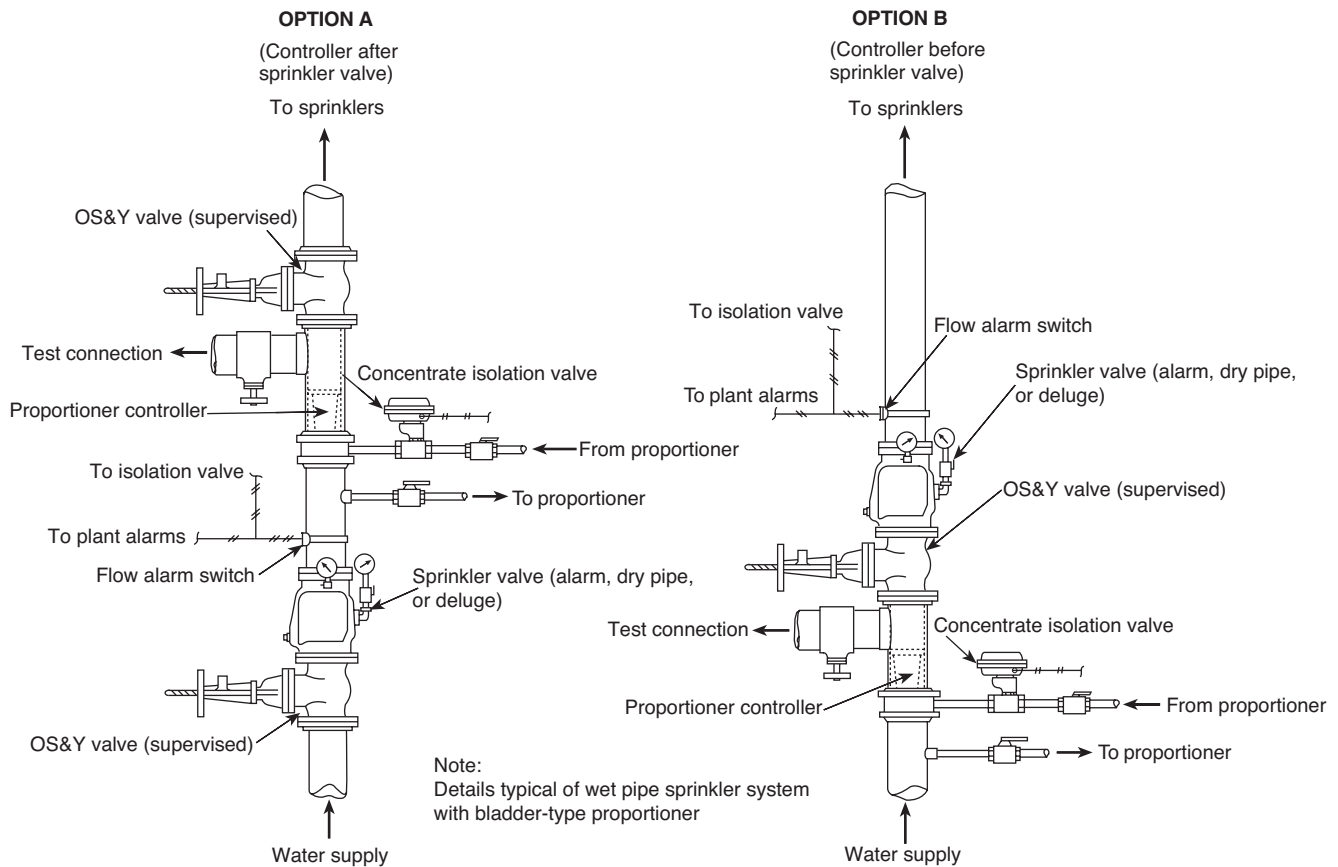 OPTION A
(Controller after
sprinkler valve)
To sprinklers
OS&Y valve (supervised)
Test connection
Concentrate isolation valve
Proportioner controller
From proportioner
To isolation valve
To proportioner
To plant alarms
Flow alarm switch
Sprinkler valve (alarm, dry pipe,
or deluge)
OS&Y valve (supervised)
Water supply
Note:
Details typical of wet pipe sprinkler system
with bladder-type proportioner
OPTION B
(Controller before
sprinkler valve)
To sprinklers
To isolation valve
Flow alarm switch
To plant alarms
Sprinkler valve (alarm, dry pipe,
or deluge)
OS&Y valve (supervised)
Test connection
Concentrate isolation valve
Proportioner controller
From proportioner
To proportioner
Water supply